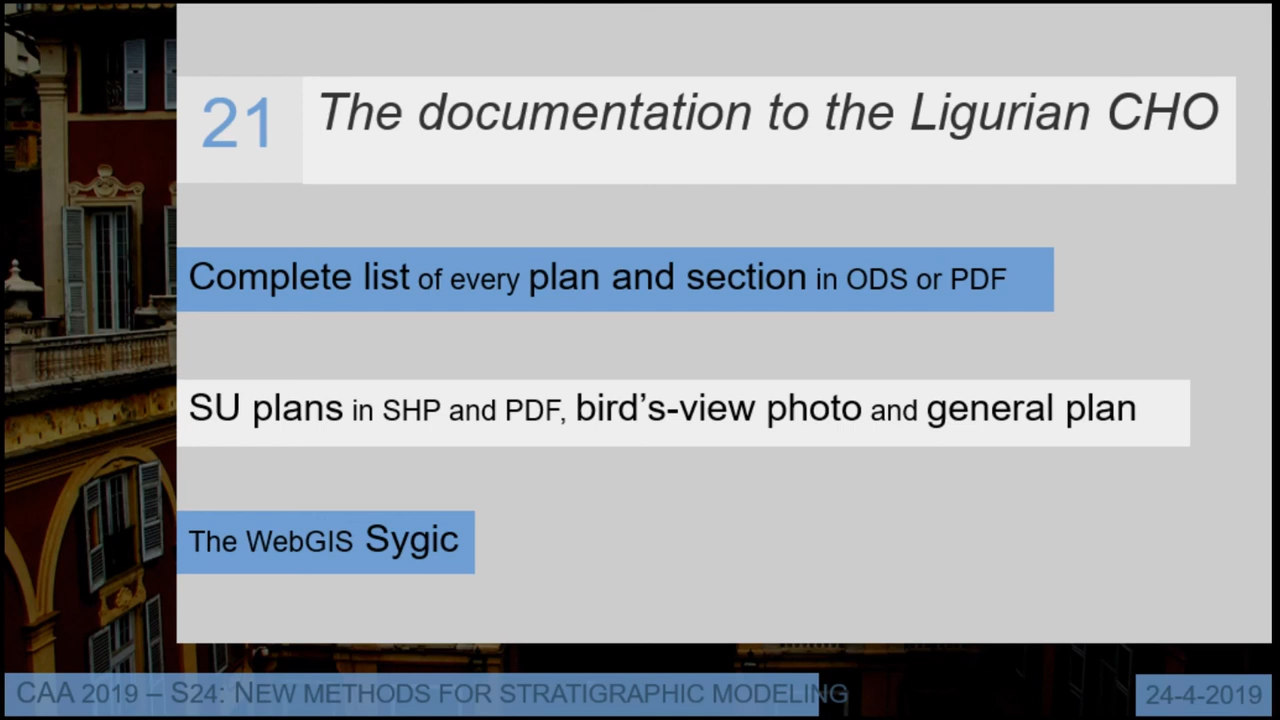 21
The documentation to the Ligurian CHO
Complete list of every plan and section in ODS or PDF
SU plans in SHP and PDF, bird's-view photo and general plan
The WebGIS Sygic
CAA 2019 – S24: NEW METHODS FOR STRATIGRAPHIC MODELING
24-4-2019